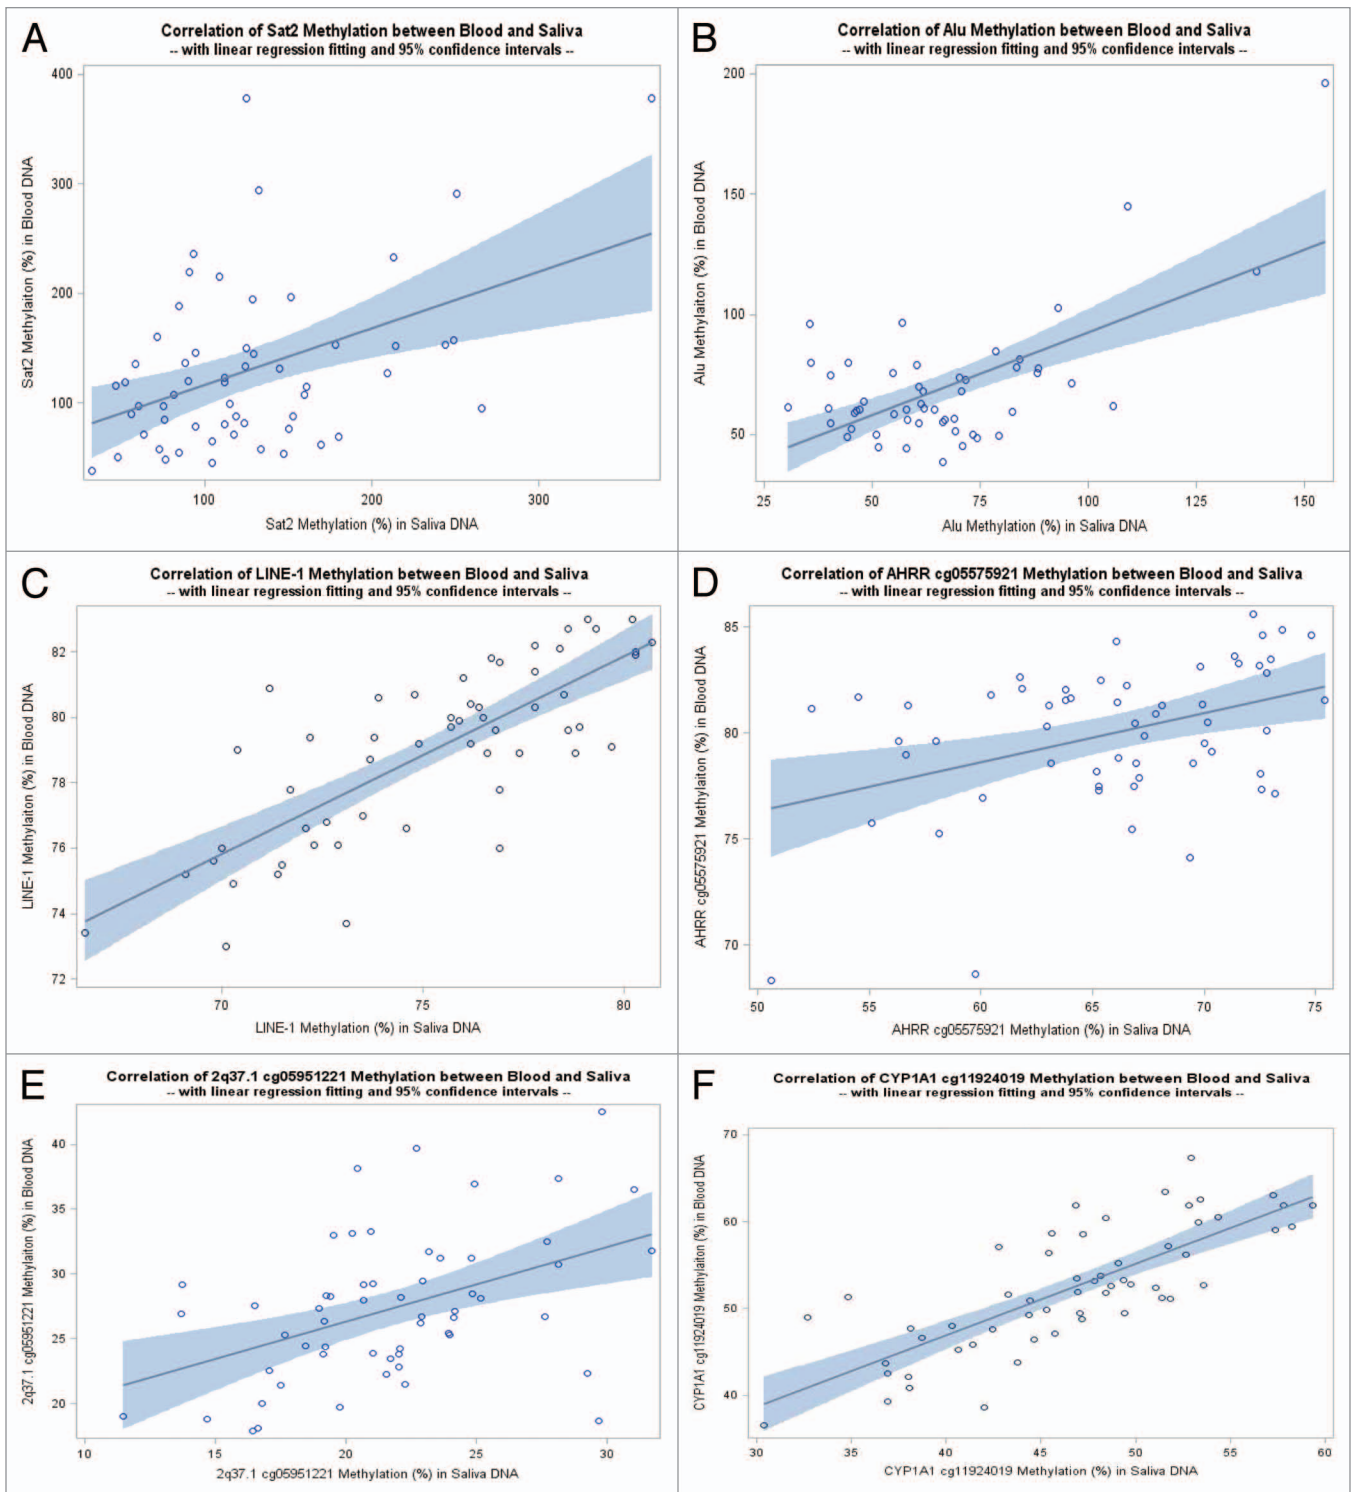 A
Correlation of Sat2 Methylation between Blood and Saliva
-- with linear regression fitting and 95% confidence intervals --
400
300
200
100
Sat2 Methylaiton (%) in Blood DNA
100 200 300
Sat2 Methylation (%) in Saliva DNA
B
Correlation of Alu Methylation between Blood and Saliva
-- with linear regression fitting and 95% confidence intervals --
200
150
100
50
Alu Methylaiton (%) in Blood DNA
25 50 75 100 125 150
Alu Methylation (%) in Saliva DNA
C
Correlation of LINE-1 Methylation between Blood and Saliva
-- with linear regression fitting and 95% confidence intervals --
82
80
78
76
74
72
LINE-1 Methylaiton (%) in Blood DNA
70 75 80
LINE-1 Methylation (%) in Saliva DNA
D
Correlation of AHRR cg05575921 Methylation between Blood and Saliva
-- with linear regression fitting and 95% confidence intervals --
85
80
75
70
AHRR cg05575921 Methylaiton (%) in Blood DNA
50 55 60 65 70 75
AHRR cg05575921 Methylation (%) in Saliva DNA
E
Correlation of 2q37.1 cg05951221 Methylation between Blood and Saliva
-- with linear regression fitting and 95% confidence intervals --
40
35
30
25
20
2q37.1 cg05951221 Methylaiton (%) in Blood DNA
10 15 20 25 30
2q37.1 cg05951221 Methylation (%) in Saliva DNA
F
Correlation of CYP1A1 cg11924019 Methylation between Blood and Saliva
-- with linear regression fitting and 95% confidence intervals --
70
60
50
40
CYP1A1 cg11924019 Methylaiton (%) in Blood DNA
30 35 40 45 50 55 60
CYP1A1 cg11924019 Methylation (%) in Saliva DNA